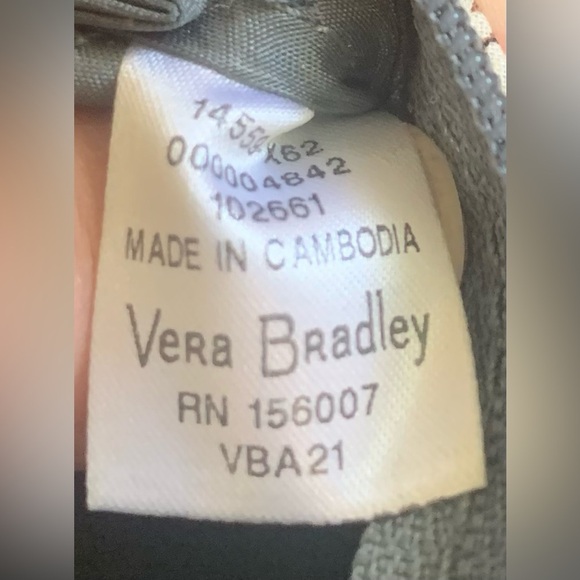 000004842
102661
MADE IN CAMBODIA
Vera Bradley
RN 156007
VBA21